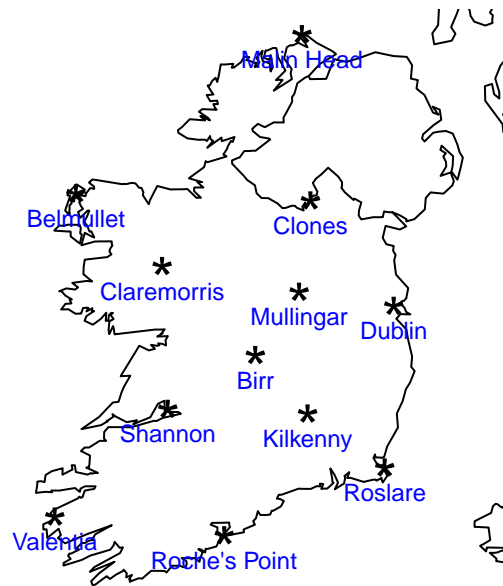 Malin Head
Belmullet
Clones
Claremorris
Mullingar
Dublin
Birr
Shannon
Kilkenny
Roslare
Valentia
Roche's Point